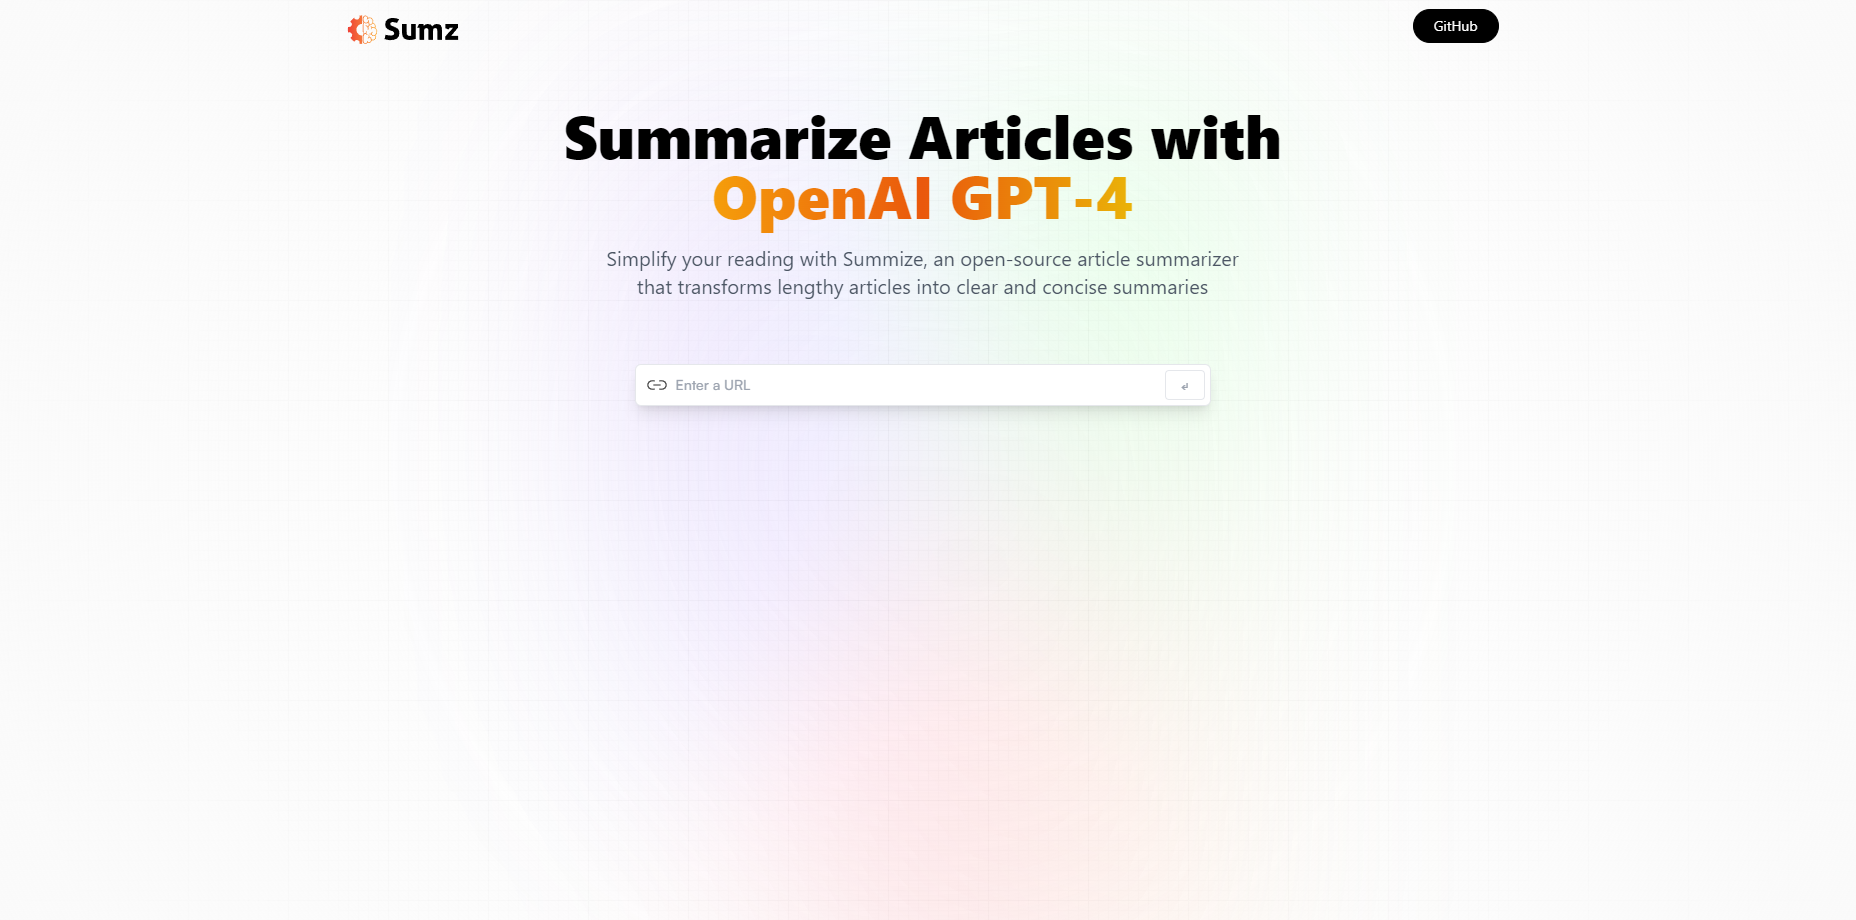 Sumz
GitHub
Summarize Articles with
OpenAI GPT-4
Simplify your reading with Summize, an open-source article summarizer
that transforms lengthy articles into clear and concise summaries
Enter a URL
↵